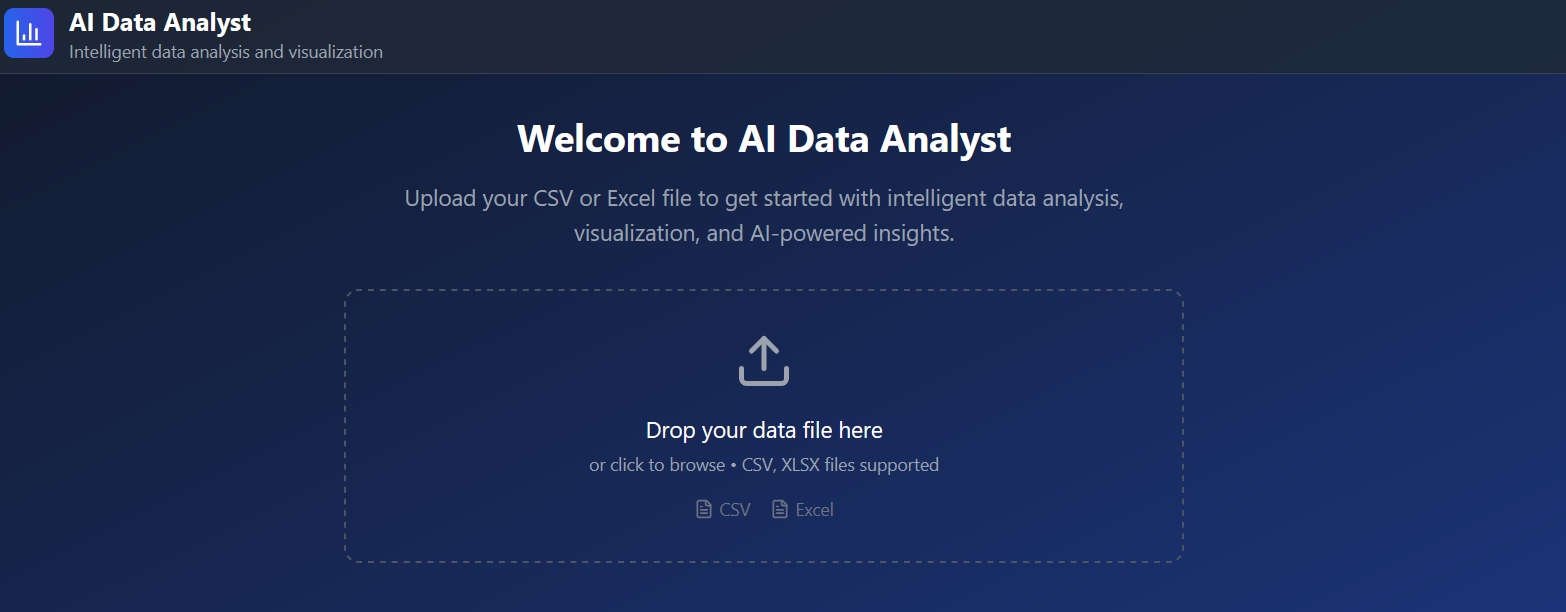 AI Data Analyst
Intelligent data analysis and visualization
Welcome to AI Data Analyst
Upload your CSV or Excel file to get started with intelligent data analysis,
visualization, and AI-powered insights.
Drop your data file here
or click to browse • CSV, XLSX files supported
CSV Excel